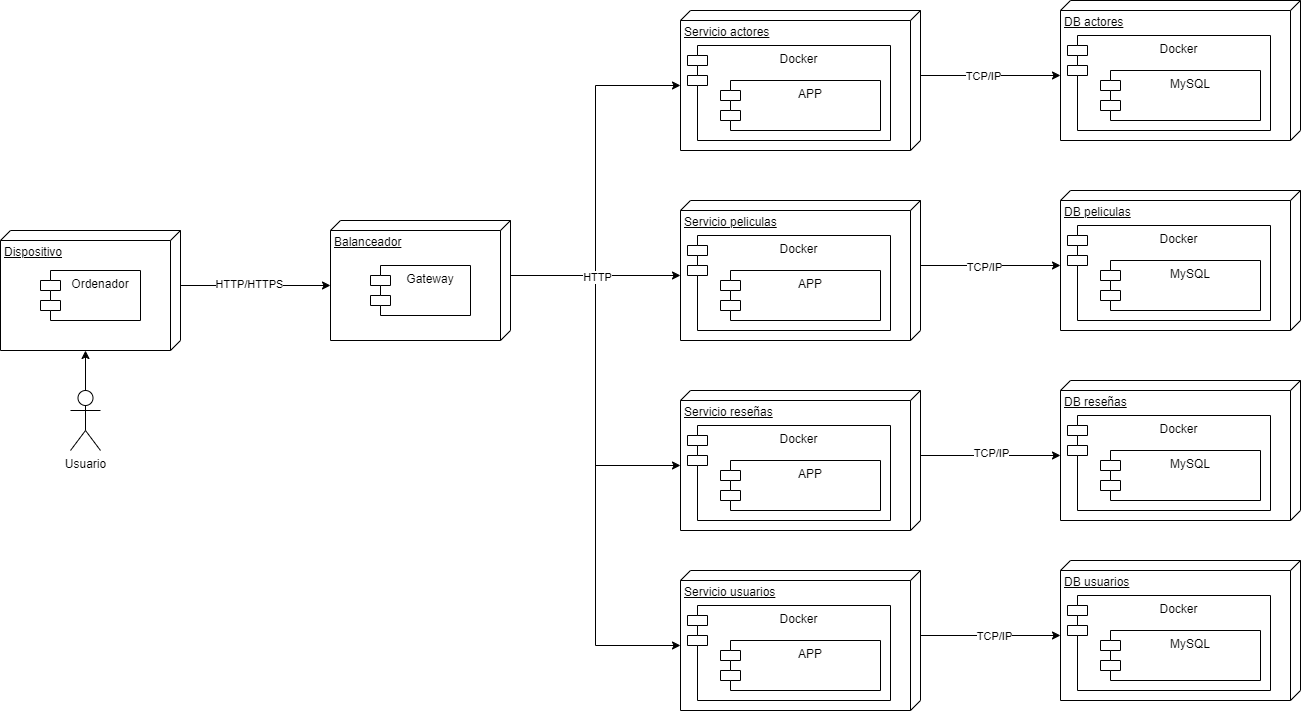 Servicio actores
Docker
APP
TCP/IP
DB actores
Docker
MySQL
Servicio peliculas
Docker
APP
TCP/IP
DB peliculas
Docker
MySQL
Dispositivo
Ordenador
HTTP/HTTPS
Balanceador
Gateway
HTTP
Usuario
Servicio reseñas
Docker
APP
TCP/IP
DB reseñas
Docker
MySQL
Servicio usuarios
Docker
APP
TCP/IP
DB usuarios
Docker
MySQL